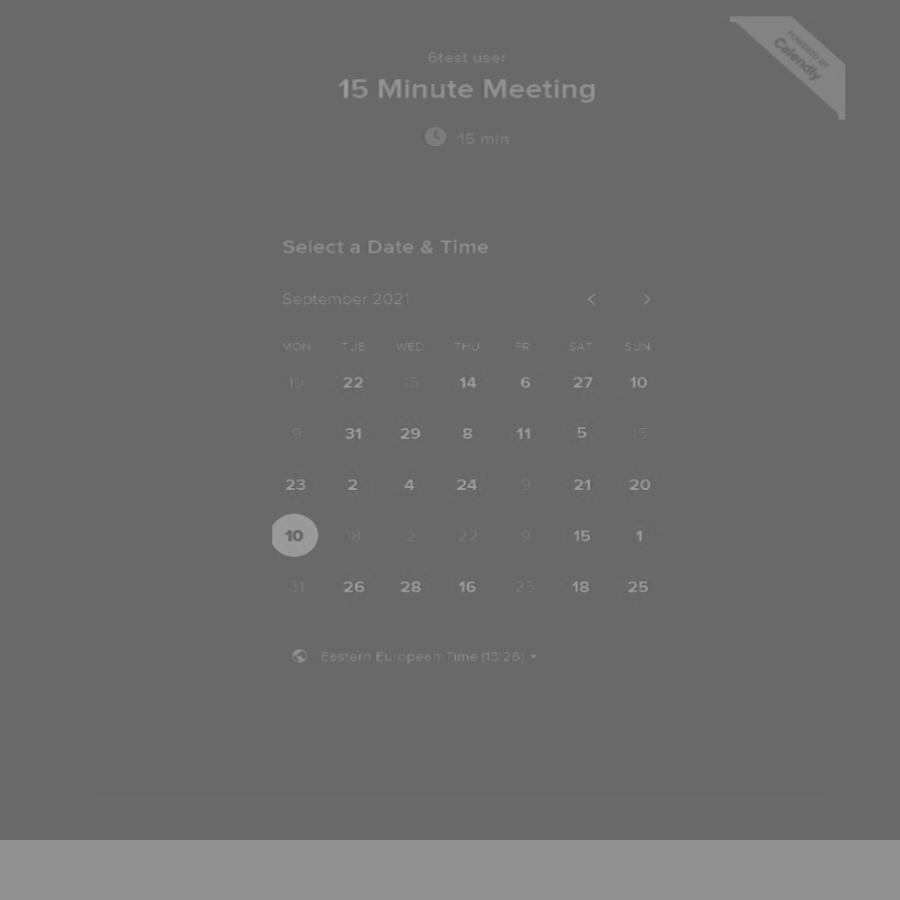 POWERED BY
Calendly
6test user
15 Minute Meeting
15 min
Select a Date & Time
September 2021
MON TUE WED THU FR SAT SUN
19 22 15 14 6 27 10
9 31 29 8 11 5 15
23 2 4 24 9 21 20
10 18 2 22 9 15 1
31 26 28 16 25 18 25
Eestern Europeen Time (13:26)